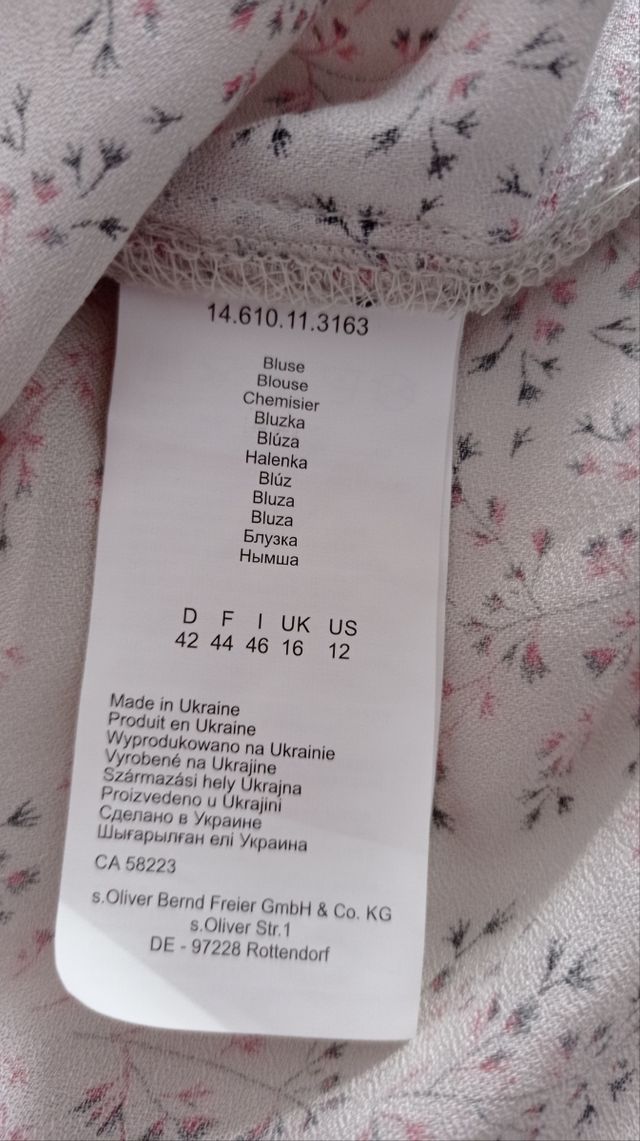 14.610.11.3163
Bluse
Blouse
Chemisier
Bluzka
Blúza
Halenka
Blúz
Bluza
Bluza
Блузка
Нымша
D F I UK US
42 44 46 16 12
Made in Ukraine
Produit en Ukraine
Wyprodukowano na Ukrainie
Vyrobené na Ukrajine
Származási hely Ukrajna
Proizvedeno u Ukrajini
Сделано в Украине
Шығарылған елі Украина
CA 58223
s.Oliver Bernd Freier GmbH & Co. KG
s.Oliver Str.1
DE - 97228 Rottendorf